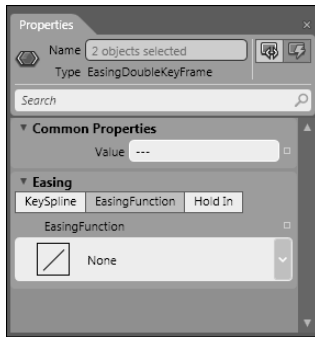 Properties
Name 2 objects selected
Type EasingDoubleKeyFrame
Search
Common Properties
Value ---
Easing
KeySpline EasingFunction Hold In
EasingFunction
None